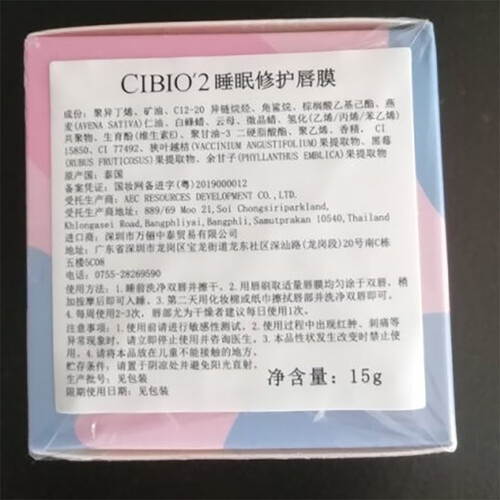 CIBIO'2睡眠修护唇膜
成份：聚异丁烯、矿油、C12-20 异链烷烃、角鲨烷、棕榈酸乙基己酯、燕
麦(AVENA SATIVA)仁油、白蜂蜡、云母、微晶蜡、氢化(乙烯/丙烯/苯乙烯)
共聚物、生育酚(维生素E)、聚甘油-3 二硬脂酸酯、聚乙烯、香精、 CI
15850、CI 77492、狭叶越桔(VACCINIUM ANGUSTIFOLIUM)果提取物、黑莓
(RUBUS FRUTICOSUS)果提取物、余甘子(PHYLLANTHUS EMBLICA)果提取物
原产国：泰国
备案凭证：国妆网备进字(粤)2019000012
受托生产商：AEC RESOURCES DEVELOPMENT CO.,LTD.
受托生产商地址：889/69 Moo 21,Soi Chongsiriparkland,
Khlongasei Road,Bangphliyai,Bangpli,Samutprakan 10540,Thailand
进口商：深圳市万俪中泰贸易有限公司
地址：广东省深圳市龙岗区宝龙街道龙东社区深汕路(龙岗段)20号南C栋
五楼5C08
电话：0755-28269590
使用方法：1.睡前洗净双唇并擦干。2.用唇刷取适量唇膜均匀涂于双唇，稍
加按摩后即可入睡。3.第二天用化妆棉或纸巾擦拭唇部并洗净双唇即可。
4.每周使用2-3次，唇部尤为干燥者建议每日使用1次。
注意事项：1.使用前请进行敏感性测试。2.使用过程中出现红肿、刺痛等
异常现象时，请立即停止使用并咨询医生。3.本品性状发生改变时禁止使
用。4.请将本品放在儿童不能接触的地方。
贮存条件：请置于阴凉处并避免阳光直射。
生产批号：见包装
限期使用日期：见包装
净含量：15g